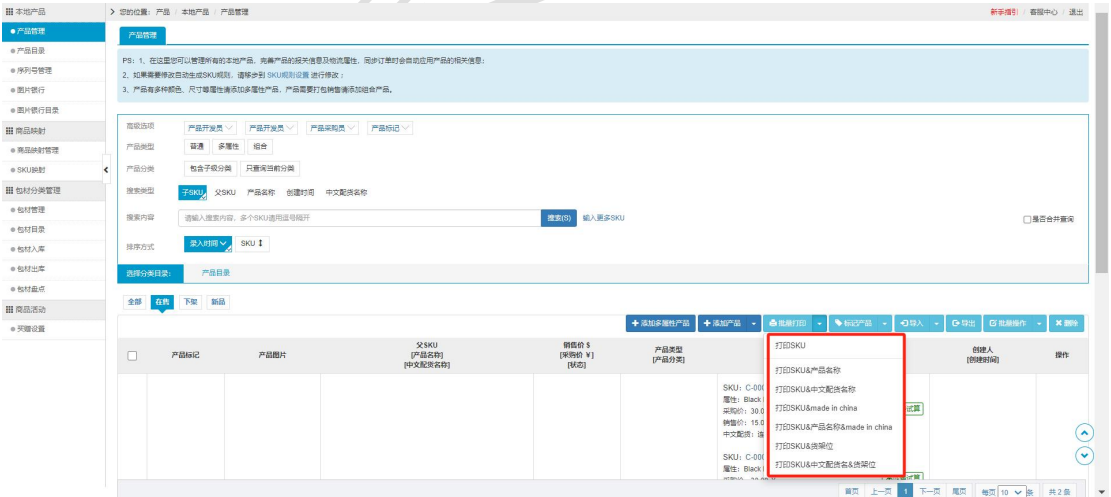 本地产品
您的位置： 产品 / 本地产品 / 产品管理
新手指引 / 客服中心 / 退出
产品管理
产品目录
序列号管理
图片银行
图片银行目录
商品映射
商品映射管理
SKU映射
包材分类管理
包材管理
包材目录
包材入库
包材出库
包材盘点
商品活动
买赠设置
产品管理
PS：1、在这里您可以管理所有的本地产品，完善产品的报关信息及物流属性，同步订单时会自动应用产品的相关信息；
2、如果需要修改自动生成SKU规则，请移步到 SKU规则设置 进行修改；
3、产品有多种颜色、尺寸等属性请添加多属性产品，产品需要打包销售请添加组合产品。
高级选项 产品开发员 产品开发员 产品采购员 产品标记
产品类型 普通 多属性 组合
产品分类 包含子级分类 只查询当前分类
搜索类型 子SKU 父SKU 产品名称 创建时间 中文配货名称
搜索内容 请输入搜索内容，多个SKU请用逗号隔开 搜索(S) 输入更多SKU 是否合并查询
排序方式 录入时间 SKU
选择分类目录： 产品目录
全部 在售 下架 新品
添加多属性产品 添加产品 批量打印 标记产品 导入 导出 批量操作 删除
产品标记 产品图片 父SKU 销售价 $ 产品类型 创建人 操作
[产品名称] [采购价 ¥] [产品分类] [创建时间]
[中文配货名称] [状态]
打印SKU
打印SKU&产品名称
打印SKU&中文配货名称
打印SKU&made in china
打印SKU&产品名称&made in china
打印SKU&货架位
打印SKU&中文配货名&货架位
SKU：C-000
属性：Black
采购价：30.0
销售价：15.0
中文配货：连
试算
SKU：C-000
属性：Black
首页 上一页 1 下一页 尾页 每页 10 条 共 2 条